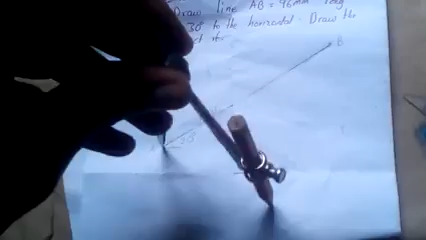 Draw line AB = 96mm long
30° to the horizontal. Draw the
B
30°